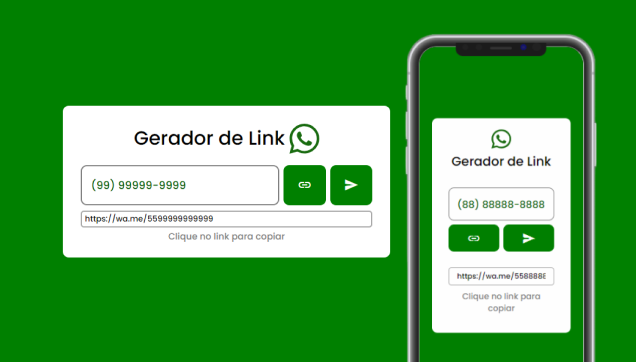 Gerador de Link
(99) 99999-9999
https://wa.me/5599999999999
Clique no link para copiar
Gerador de Link
(88) 88888-8888
https://wa.me/558888
Clique no link para
copiar